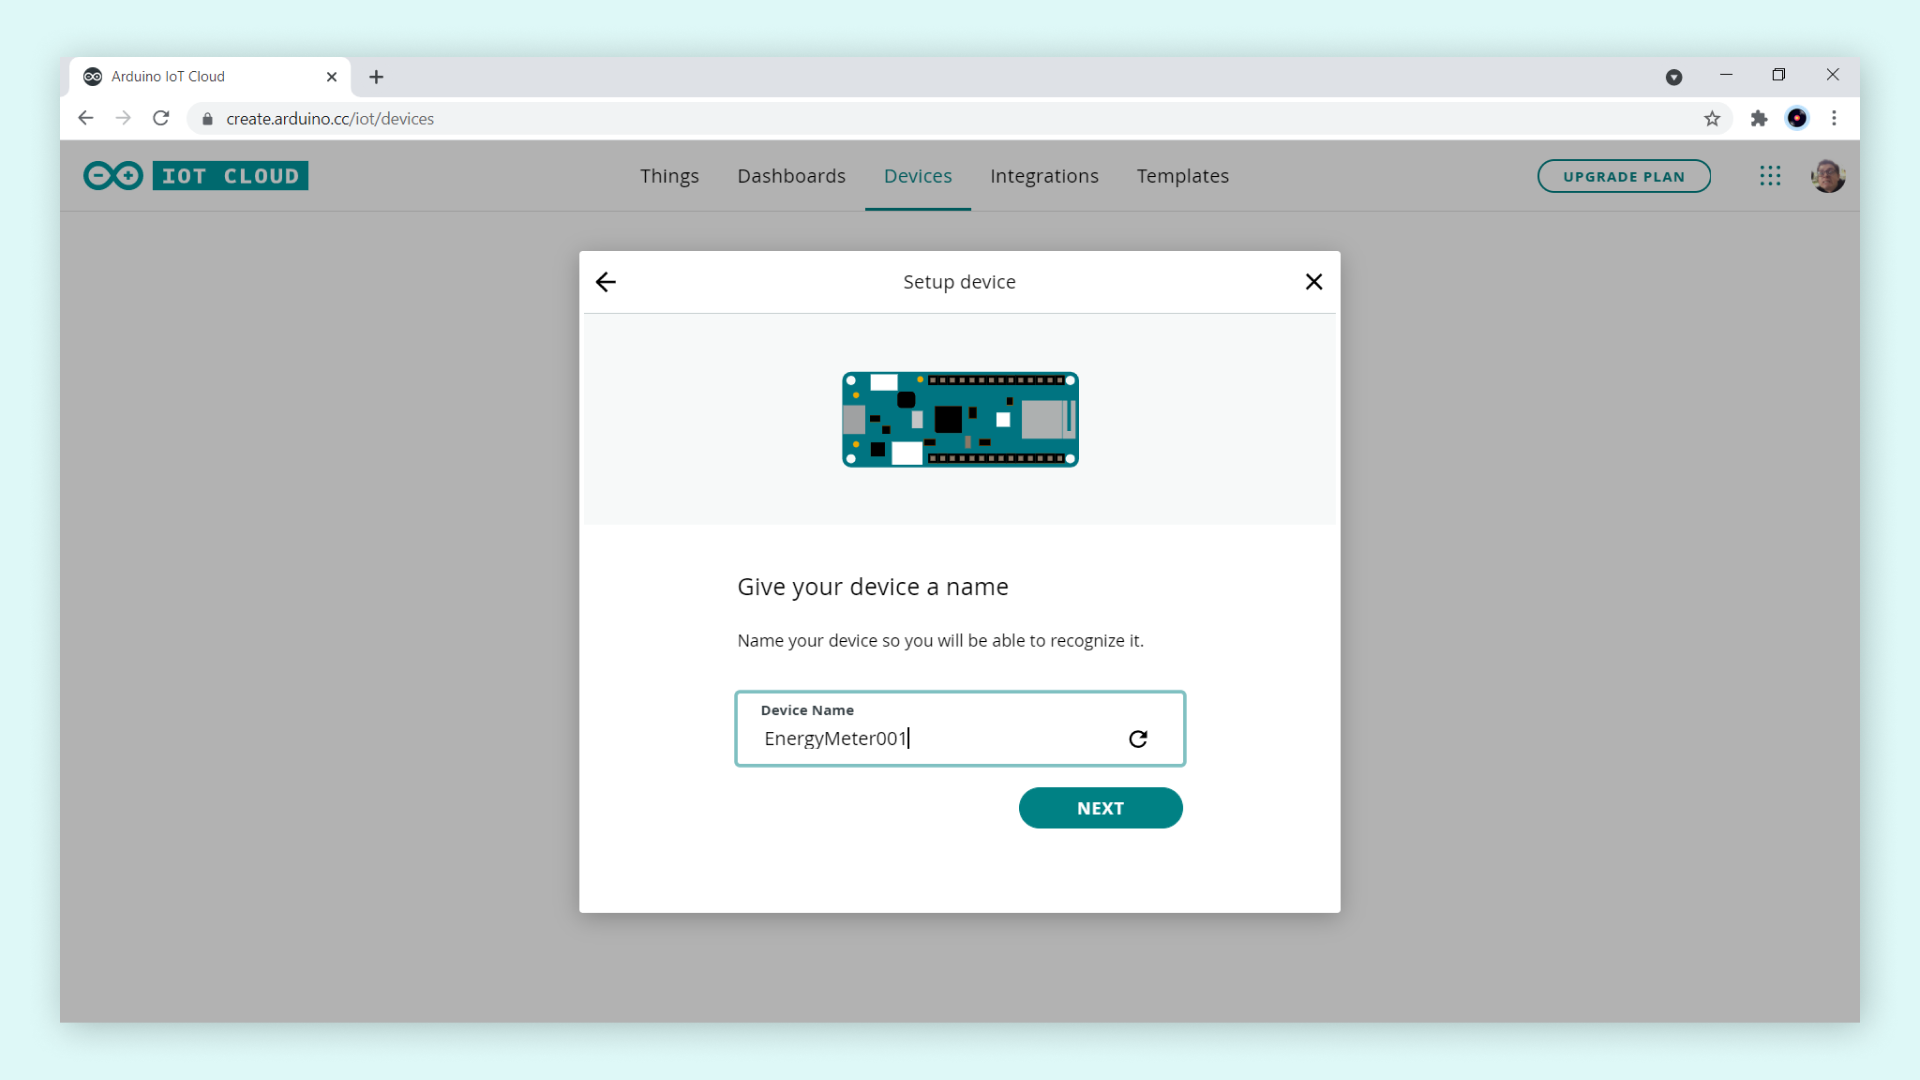 Arduino IoT Cloud
create.arduino.cc/iot/devices
IOT CLOUD
Things Dashboards Devices Integrations Templates
UPGRADE PLAN
Setup device
Give your device a name
Name your device so you will be able to recognize it.
Device Name
EnergyMeter001
NEXT